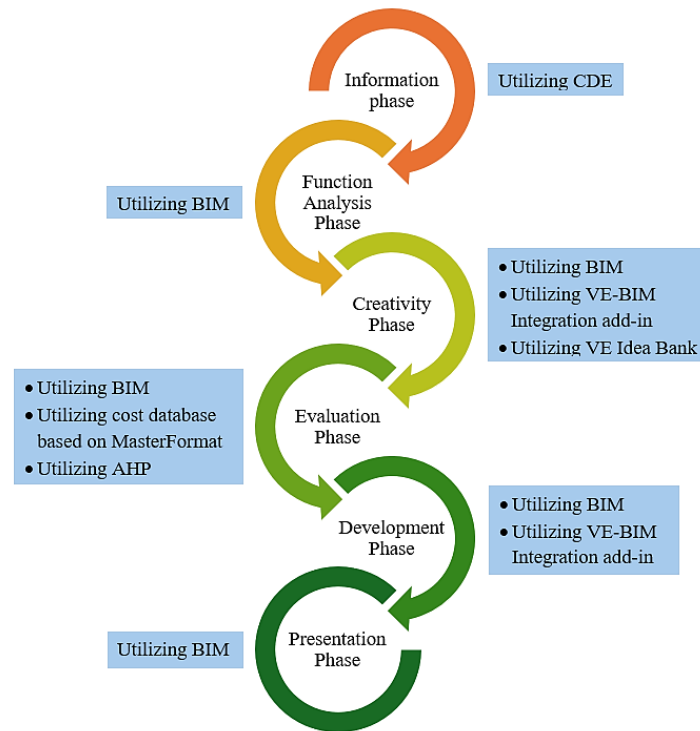 Information
phase
Utilizing CDE
Function
Analysis
Phase
Utilizing BIM
Creativity
Phase
• Utilizing BIM
• Utilizing VE-BIM
Integration add-in
• Utilizing VE Idea Bank
Evaluation
Phase
• Utilizing BIM
• Utilizing cost database
based on MasterFormat
• Utilizing AHP
Development
Phase
• Utilizing BIM
• Utilizing VE-BIM
Integration add-in
Presentation
Phase
Utilizing BIM